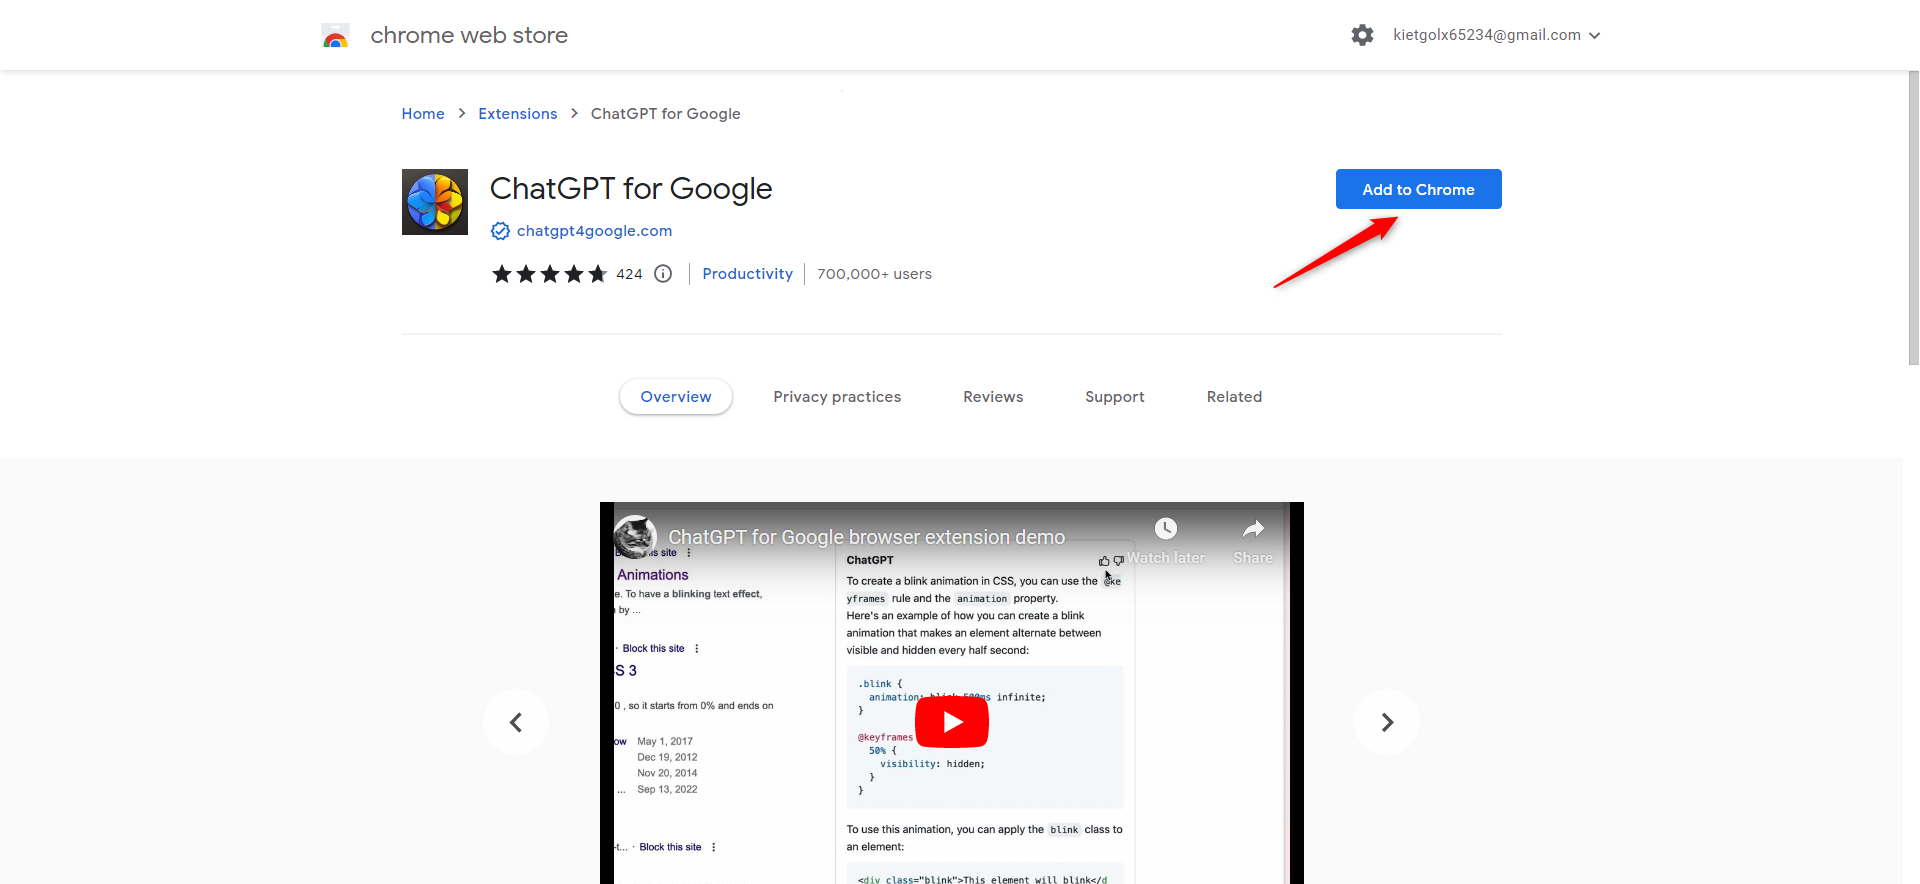 chrome web store
kietgolx65234@gmail.com
Home > Extensions > ChatGPT for Google
ChatGPT for Google
Add to Chrome
chatgpt4google.com
424 Productivity 700,000+ users
Overview Privacy practices Reviews Support Related
ChatGPT for Google browser extension demo
Watch later Share
this site
Animations
e. To have a blinking text effect,
by ...
· Block this site
S 3
0 , so it starts from 0% and ends on
ow May 1, 2017
Dec 19, 2012
Nov 20, 2014
... Sep 13, 2022
-t... · Block this site
ChatGPT
To create a blink animation in CSS, you can use the @ke
yframes rule and the animation property.
Here's an example of how you can create a blink
animation that makes an element alternate between
visible and hidden every half second:
.blink {
animation: blink 500ms infinite;
}
@keyframes
50% {
visibility: hidden;
}
}
To use this animation, you can apply the blink class to
an element:
<div class="blink">This element will blink</d